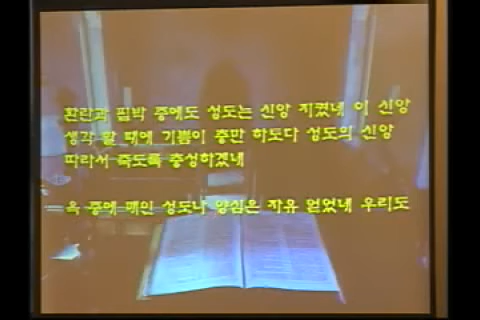 환란과 핍박 중에도 성도는 신앙 지켰네 이 신앙
생각 할 때에 기쁨이 충만 하도다 성도의 신앙
따라서 죽도록 충성하겠네
옥 중에 매인 성도나 양심은 자유 얻었네 우리도